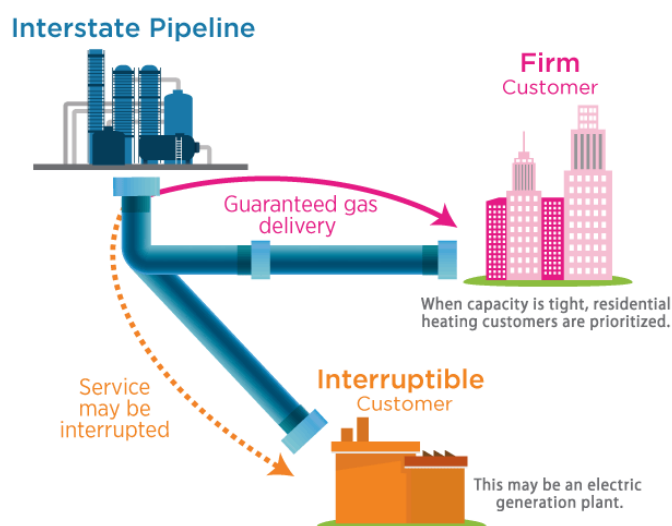 Interstate Pipeline
Firm
Customer
Guaranteed gas
delivery
When capacity is tight, residential
heating customers are prioritized.
Interruptible
Customer
Service
may be
interrupted
This may be an electric
generation plant.